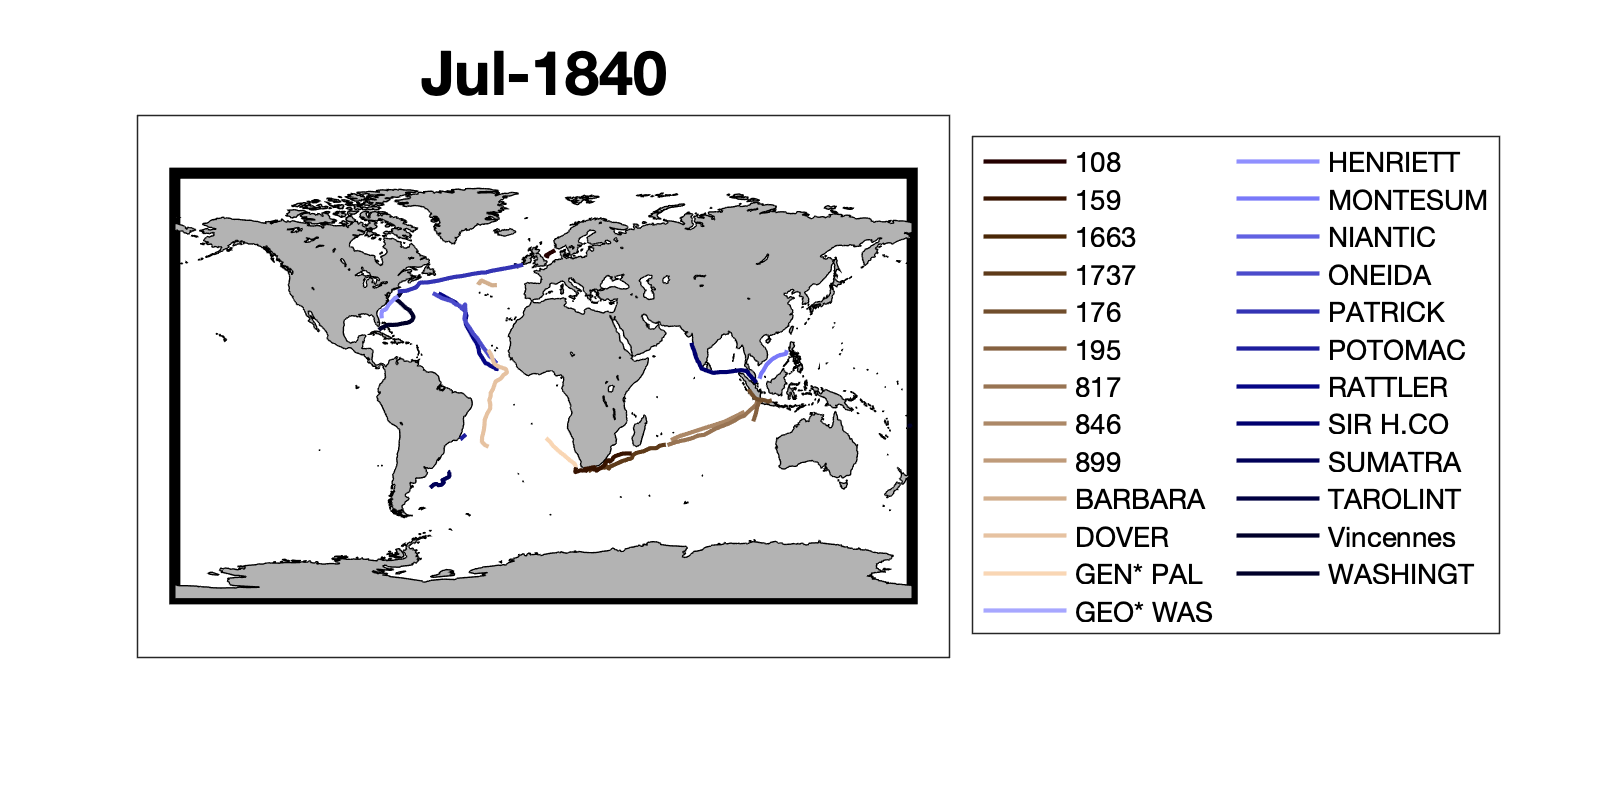 Jul-1840
108
159
1663
1737
176
195
817
846
899
BARBARA
DOVER
GEN* PAL
GEO* WAS
HENRIETT
MONTESUM
NIANTIC
ONEIDA
PATRICK
POTOMAC
RATTLER
SIR H.CO
SUMATRA
TAROLINT
Vincennes
WASHINGT